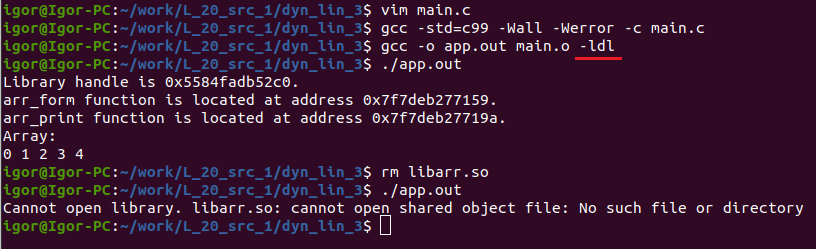 igor@Igor-PC:~/work/L_20_src_1/dyn_lin_3$ vim main.c
igor@Igor-PC:~/work/L_20_src_1/dyn_lin_3$ gcc -std=c99 -Wall -Werror -c main.c
igor@Igor-PC:~/work/L_20_src_1/dyn_lin_3$ gcc -o app.out main.o -ldl
igor@Igor-PC:~/work/L_20_src_1/dyn_lin_3$ ./app.out
Library handle is 0x5584fadb52c0.
arr_form function is located at address 0x7f7deb277159.
arr_print function is located at address 0x7f7deb27719a.
Array:
0 1 2 3 4
igor@Igor-PC:~/work/L_20_src_1/dyn_lin_3$ rm libarr.so
igor@Igor-PC:~/work/L_20_src_1/dyn_lin_3$ ./app.out
Cannot open library. libarr.so: cannot open shared object file: No such file or directory
igor@Igor-PC:~/work/L_20_src_1/dyn_lin_3$